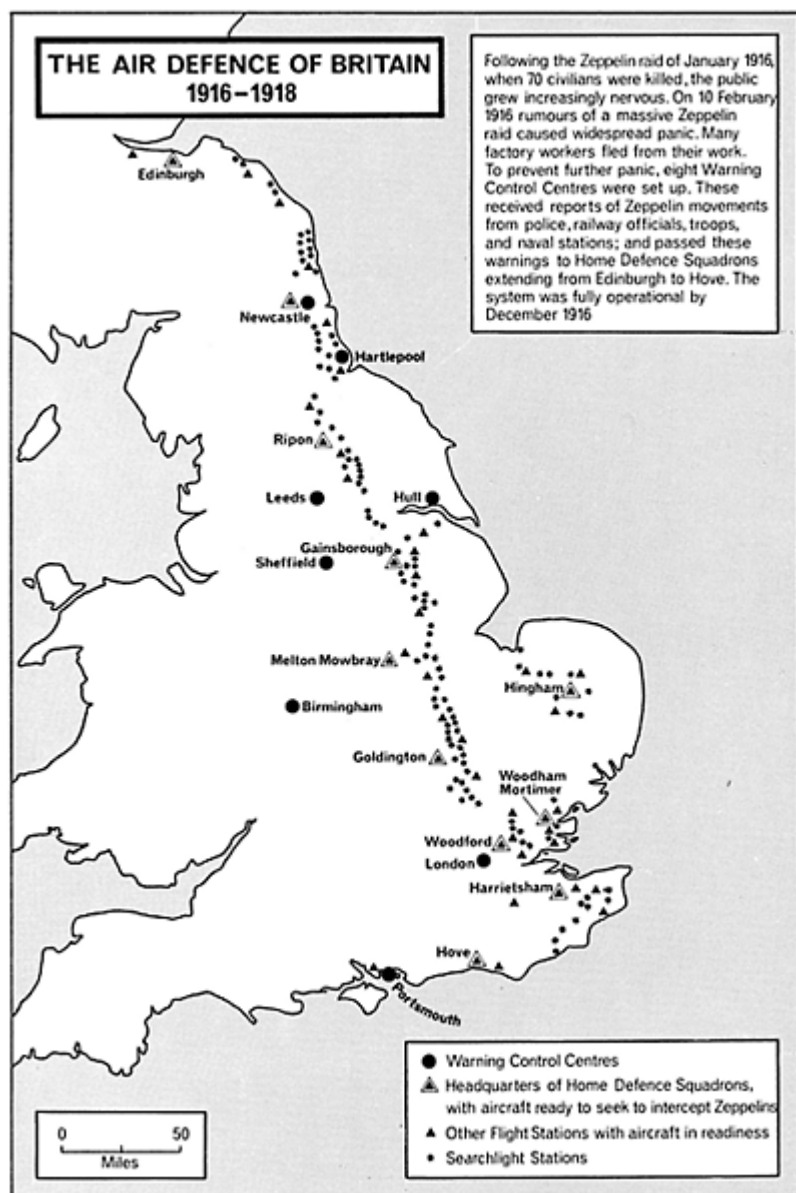 THE AIR DEFENCE OF BRITAIN
1916–1918
Following the Zeppelin raid of January 1916,
when 70 civilians were killed, the public
grew increasingly nervous. On 10 February
1916 rumours of a massive Zeppelin
raid caused widespread panic. Many
factory workers fled from their work.
To prevent further panic, eight Warning
Control Centres were set up. These
received reports of Zeppelin movements
from police, railway officials, troops,
and naval stations; and passed these
warnings to Home Defence Squadrons
extending from Edinburgh to Hove. The
system was fully operational by
December 1916
Edinburgh
Newcastle
Hartlepool
Ripon
Leeds
Hull
Gainsborough
Sheffield
Melton Mowbray
Hingham
Birmingham
Goldington
Woodham
Mortimer
Woodford
London
Harrietsham
Hove
Portsmouth
Warning Control Centres
Headquarters of Home Defence Squadrons,
with aircraft ready to seek to intercept Zeppelins
Other Flight Stations with aircraft in readiness
Searchlight Stations
0 50
Miles